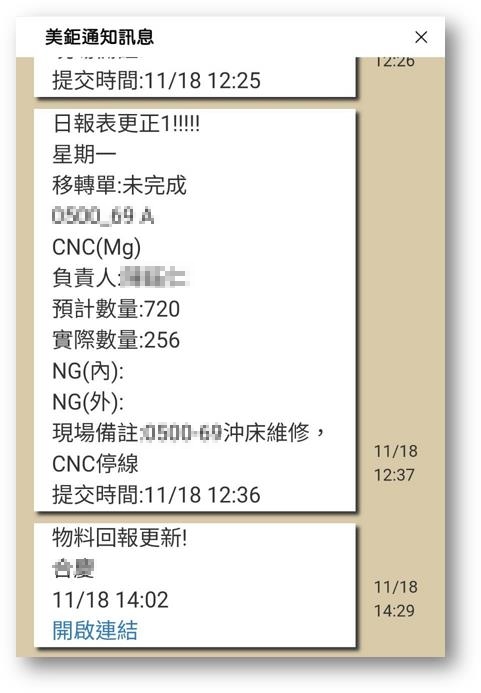 美鉅通知訊息
提交時間:11/18 12:25
12:26
日報表更正1!!!!!
星期一
移轉單:未完成
0500_69 A
CNC(Mg)
負責人:
預計數量:720
實際數量:256
NG(內):
NG(外):
現場備註:0500-69沖床維修，
CNC停線
提交時間:11/18 12:36
11/18
12:37
物料回報更新!
合慶
11/18 14:02
開啟連結
11/18
14:29